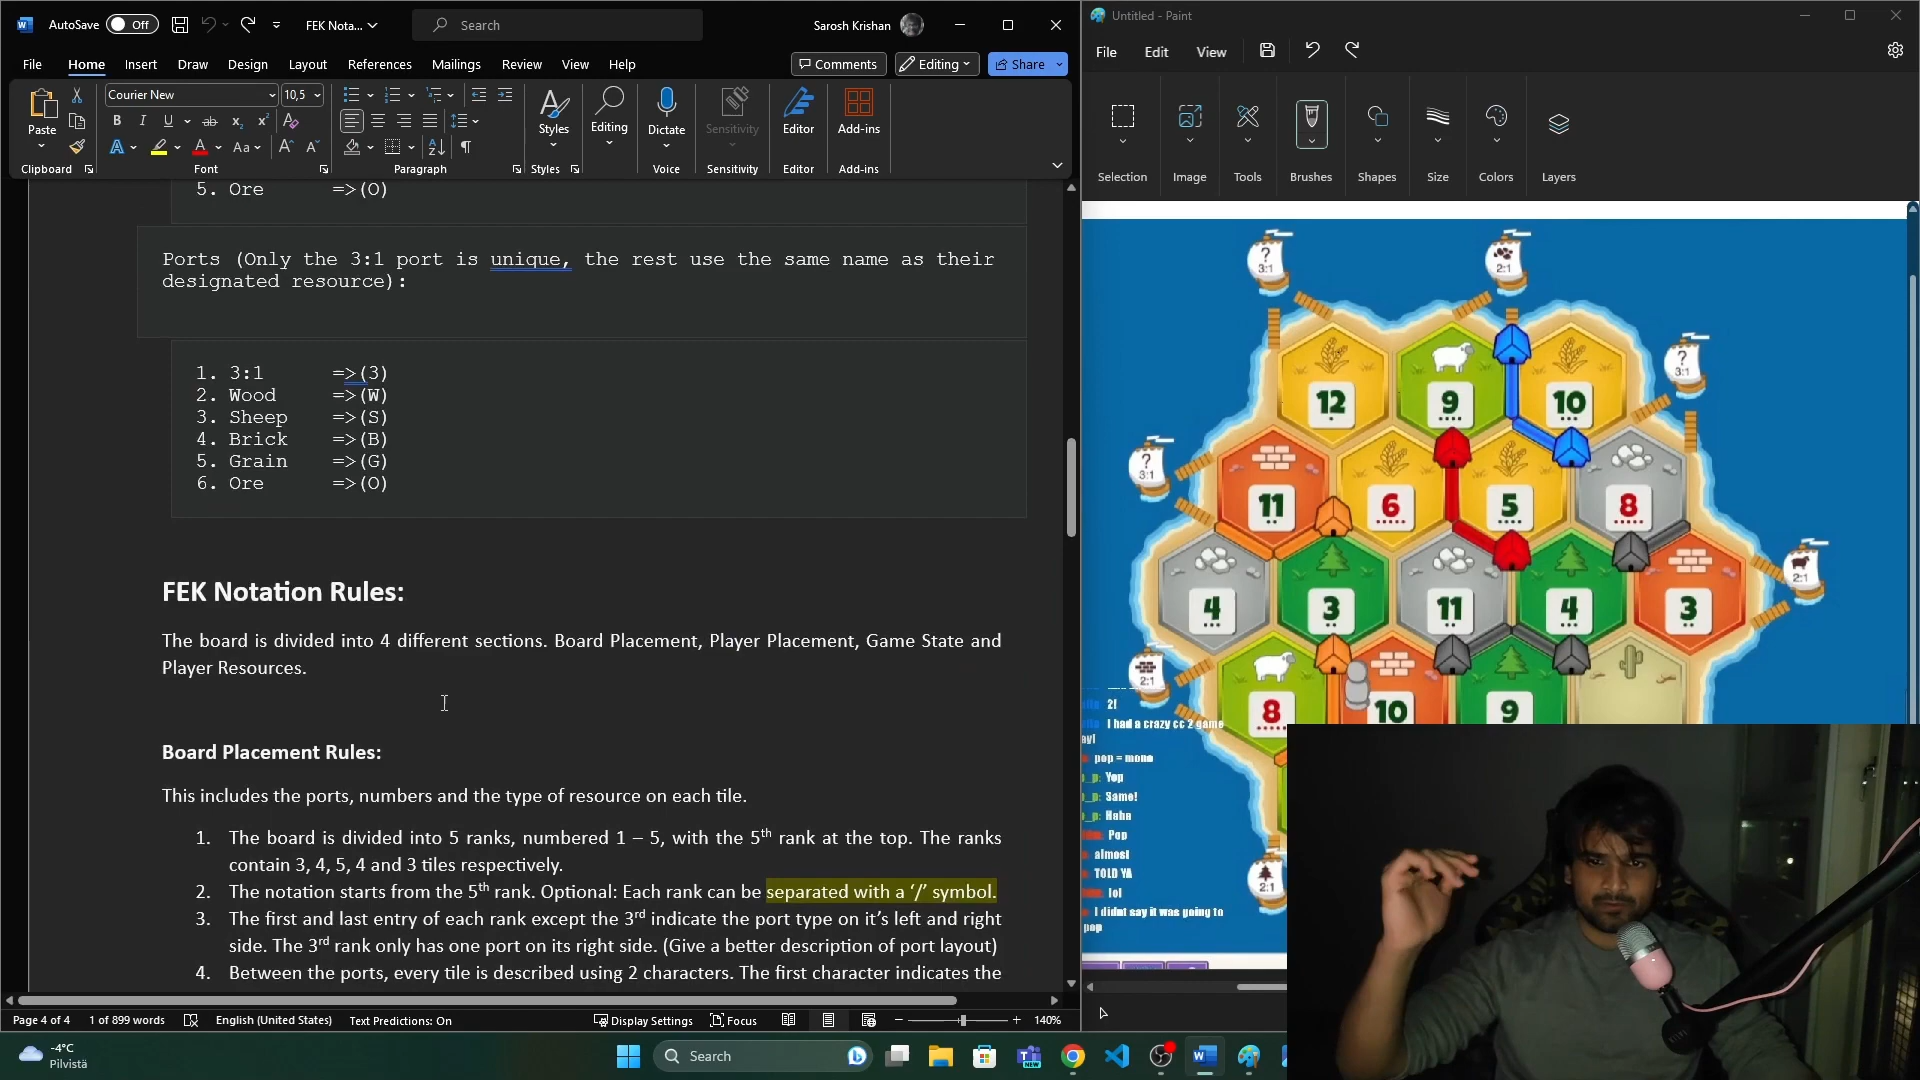 AutoSave Off FEK Nota... Search Sarosh Krishan
File Home Insert Draw Design Layout References Mailings Review View Help Comments Editing Share
Courier New 10,5
Paste Styles Editing Dictate Sensitivity Editor Add-ins
Clipboard Font Paragraph Styles Voice Sensitivity Editor Add-ins
5. Ore =>(O)
Ports (Only the 3:1 port is unique, the rest use the same name as their
designated resource):
1. 3:1 =>(3)
2. Wood =>(W)
3. Sheep =>(S)
4. Brick =>(B)
5. Grain =>(G)
6. Ore =>(O)
FEK Notation Rules:
The board is divided into 4 different sections. Board Placement, Player Placement, Game State and
Player Resources.
Board Placement Rules:
This includes the ports, numbers and the type of resource on each tile.
1. The board is divided into 5 ranks, numbered 1 – 5, with the 5th rank at the top. The ranks
contain 3, 4, 5, 4 and 3 tiles respectively.
2. The notation starts from the 5th rank. Optional: Each rank can be separated with a ‘/’ symbol.
3. The first and last entry of each rank except the 3rd indicate the port type on it’s left and right
side. The 3rd rank only has one port on its right side. (Give a better description of port layout)
4. Between the ports, every tile is described using 2 characters. The first character indicates the
Page 4 of 4 1 of 899 words English (United States) Text Predictions: On Display Settings Focus 140%
Untitled - Paint
File Edit View
Selection Image Tools Brushes Shapes Size Colors Layers
? 3:1
2:1
? 3:1
12 9 10
? 3:1
11 6 5 8
2:1
4 3 11 4 3
2:1
8 10 9
2!
I had a crazy cc 2 game
pop = mono
Yop
Same!
Haha
Pop
almost
TOLD YA
lol
I didnt say it was going to
pop
2:1
-4°C
Pilvistä
Search